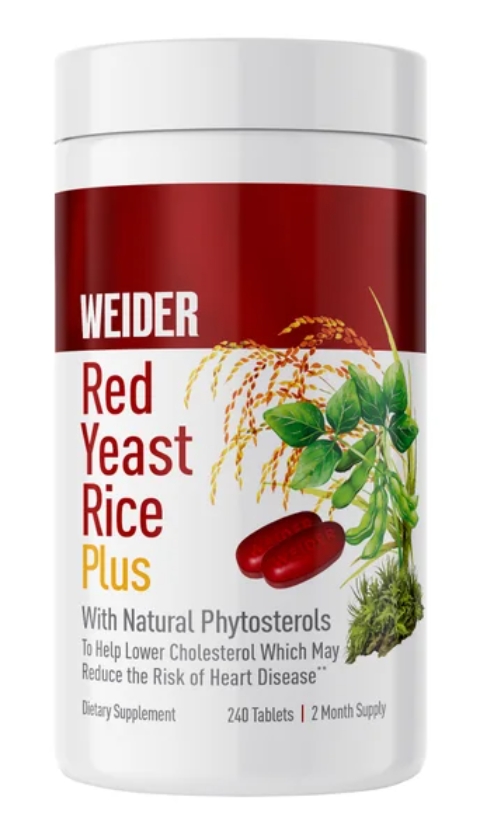 WEIDER
Red
Yeast
Rice
Plus
With Natural Phytosterols
To Help Lower Cholesterol Which May
Reduce the Risk of Heart Disease**
Dietary Supplement 240 Tablets | 2 Month Supply